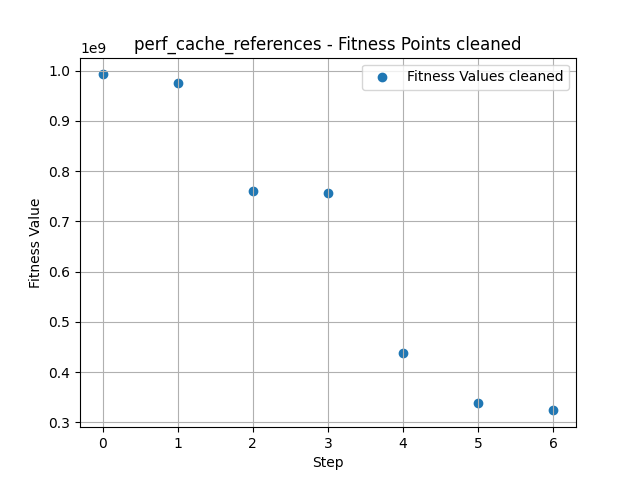 perf_cache_references - Fitness Points cleaned
1e9
Fitness Values cleaned
1.0
0.9
0.8
0.7
0.6
0.5
0.4
0.3
Fitness Value
0 1 2 3 4 5 6
Step